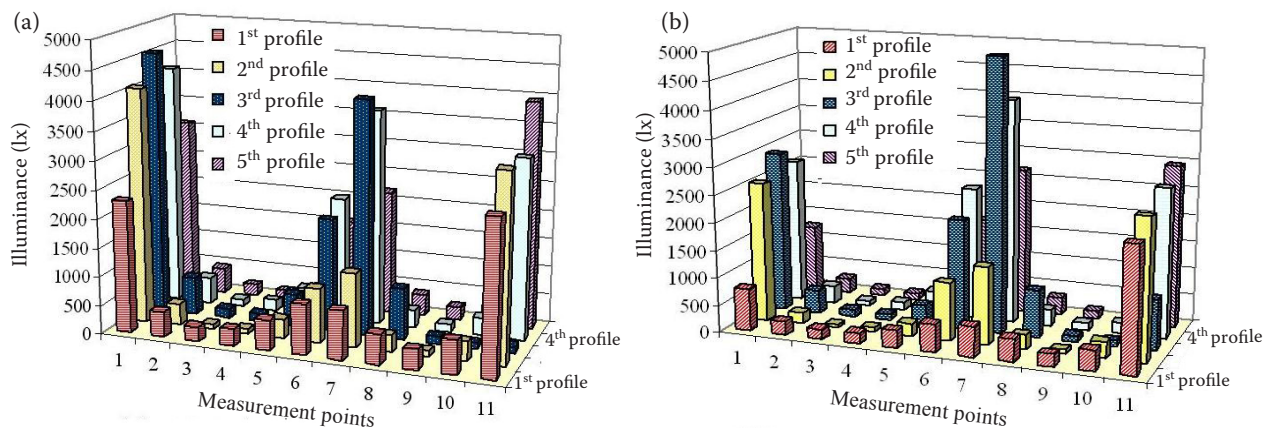 (a)
5000
4500
4000
3500
3000
2500
2000
1500
1000
500
0
Illuminance (lx)
1st profile
2nd profile
3rd profile
4th profile
5th profile
1 2 3 4 5 6 7 8 9 10 11
Measurement points
4th profile
1st profile
(b)
5000
4500
4000
3500
3000
2500
2000
1500
1000
500
0
Illuminance (lx)
1st profile
2nd profile
3rd profile
4th profile
5th profile
1 2 3 4 5 6 7 8 9 10 11
Measurement points
4th profile
1st profile